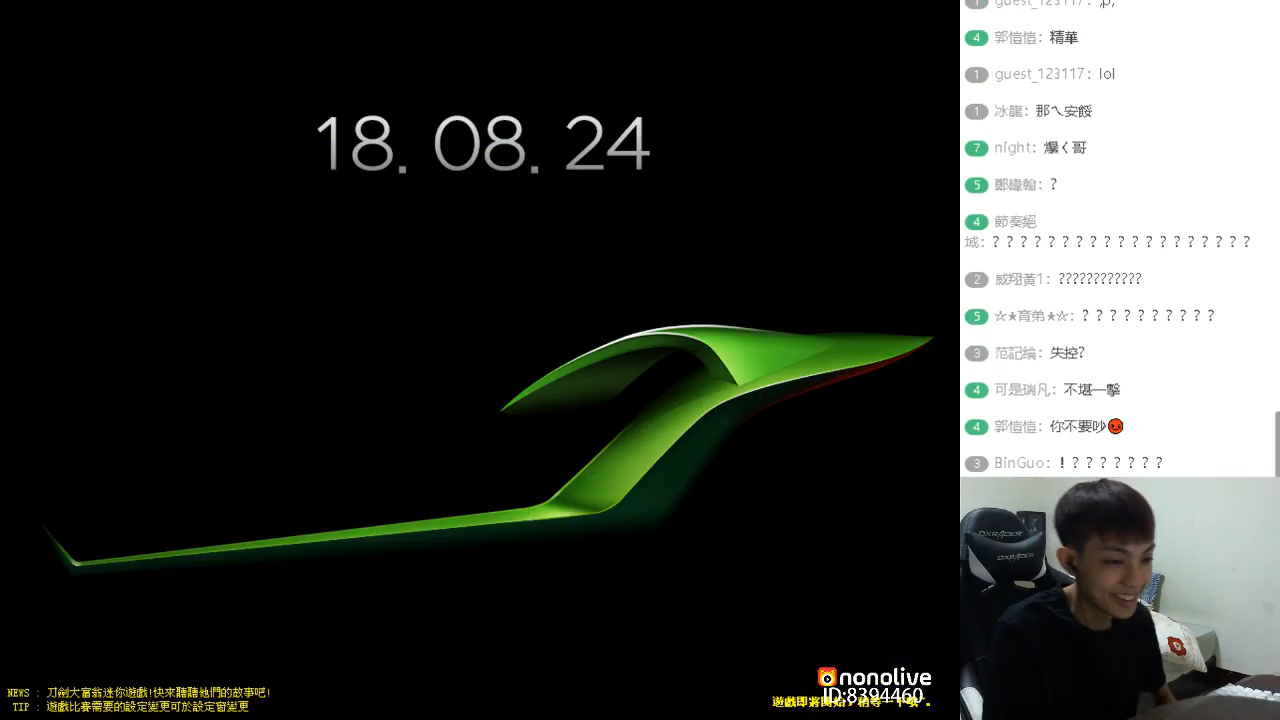 18. 08. 24
NEWS : 刀劍大富翁迷你遊戲!快來聽聽他們的故事吧!
TIP : 遊戲比賽需要的設定變更可於設定窗變更
nonolive
ID:8394460
guest_123117: ,p,
4 郭愷愷: 精華
1 guest_123117: lol
1 冰龍: 那ㄟ安餒
7 night: 爆く哥
5 鄭暐翰: ?
4 節奏絕
域: ? ? ? ? ? ? ? ? ? ? ? ? ? ? ? ? ? ? ?
2 威翔黃1: ????????????
5 ☆★育弟★☆: ? ? ? ? ? ? ? ? ? ?
3 范記綸: 失控?
4 可是瑞凡: 不堪一擊
4 郭愷愷: 你不要吵
3 BinGuo: ! ? ? ? ? ? ? ?
DXRACER
DXRACER